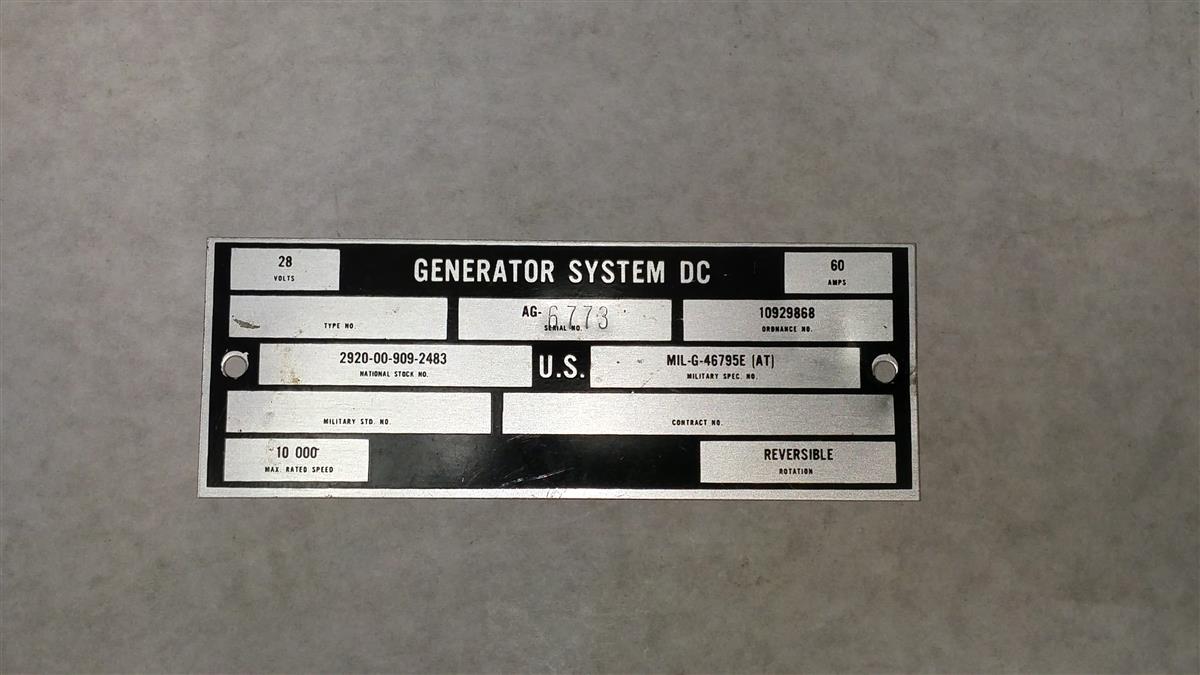 28
VOLTS
GENERATOR SYSTEM DC
60
AMPS
TYPE NO.
AG-6773
SERIAL NO.
10929868
ORDNANCE NO.
2920-00-909-2483
NATIONAL STOCK NO.
U.S.
MIL-G-46795E (AT)
MILITARY SPEC. NO.
MILITARY STD. NO.
CONTRACT NO.
10 000
MAX. RATED SPEED
REVERSIBLE
ROTATION